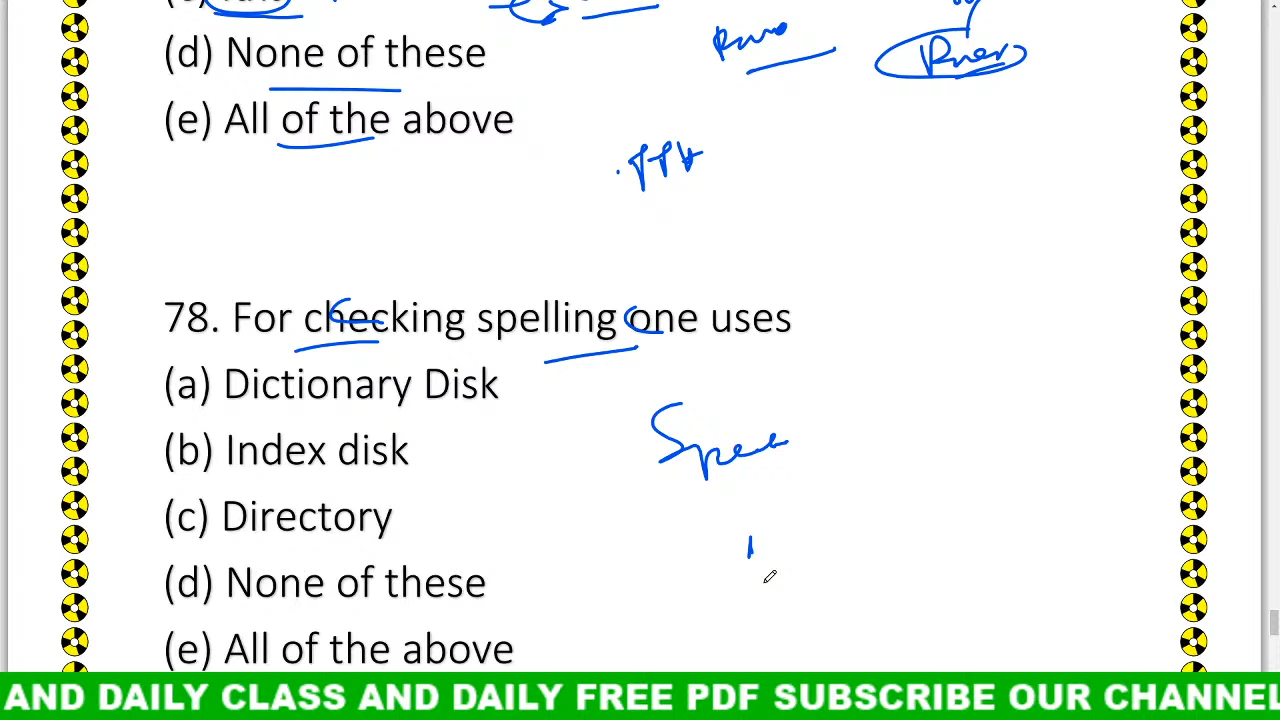 (d) None of these
(e) All of the above
78. For checking spelling one uses
(a) Dictionary Disk
(b) Index disk
(c) Directory
(d) None of these
(e) All of the above
AND DAILY CLASS AND DAILY FREE PDF SUBSCRIBE OUR CHANNEL